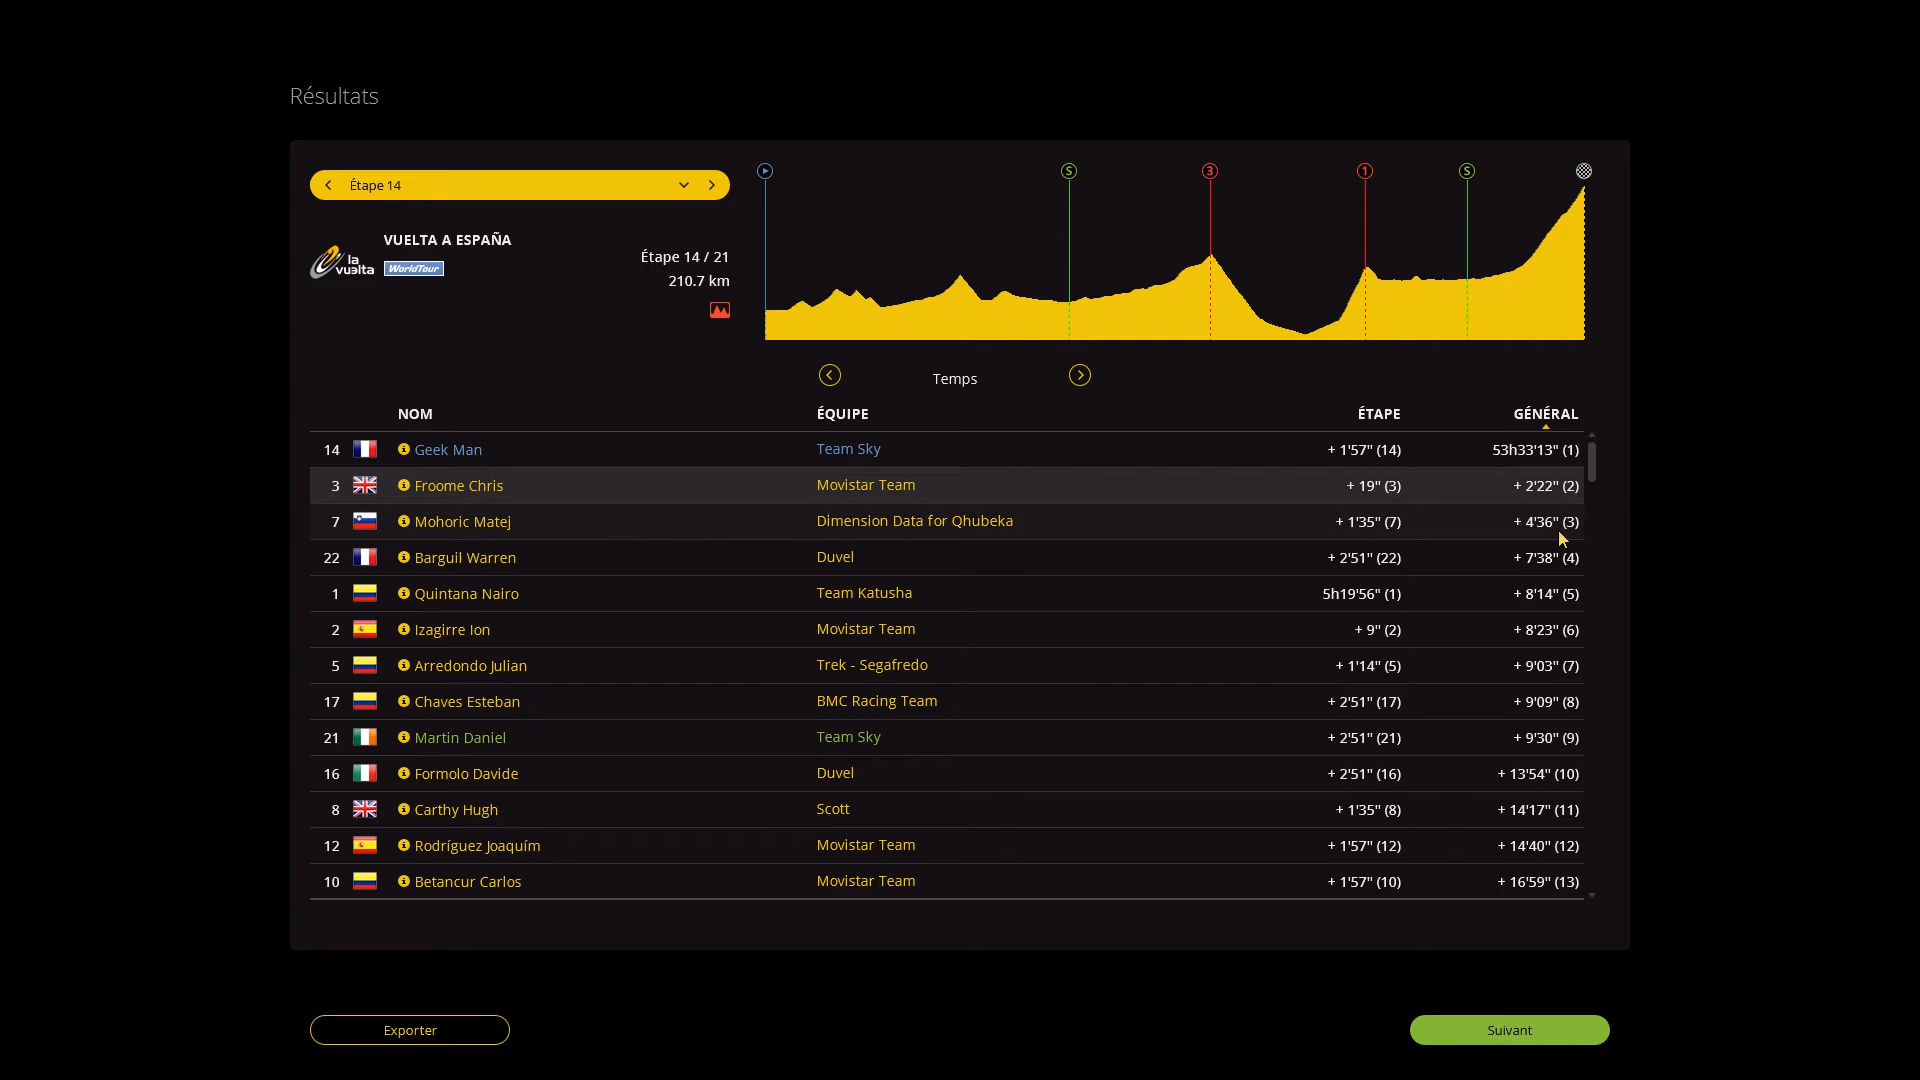 Résultats
Étape 14
S
3
1
S
la vuelta
VUELTA A ESPAÑA
WorldTour
Étape 14 / 21
210.7 km
Temps
NOM ÉQUIPE ÉTAPE GÉNÉRAL
14 Geek Man Team Sky + 1'57'' (14) 53h33'13'' (1)
3 Froome Chris Movistar Team + 19'' (3) + 2'22'' (2)
7 Mohoric Matej Dimension Data for Qhubeka + 1'35'' (7) + 4'36'' (3)
22 Barguil Warren Duvel + 2'51'' (22) + 7'38'' (4)
1 Quintana Nairo Team Katusha 5h19'56'' (1) + 8'14'' (5)
2 Izagirre Ion Movistar Team + 9'' (2) + 8'23'' (6)
5 Arredondo Julian Trek - Segafredo + 1'14'' (5) + 9'03'' (7)
17 Chaves Esteban BMC Racing Team + 2'51'' (17) + 9'09'' (8)
21 Martin Daniel Team Sky + 2'51'' (21) + 9'30'' (9)
16 Formolo Davide Duvel + 2'51'' (16) + 13'54'' (10)
8 Carthy Hugh Scott + 1'35'' (8) + 14'17'' (11)
12 Rodríguez Joaquím Movistar Team + 1'57'' (12) + 14'40'' (12)
10 Betancur Carlos Movistar Team + 1'57'' (10) + 16'59'' (13)
Exporter
Suivant